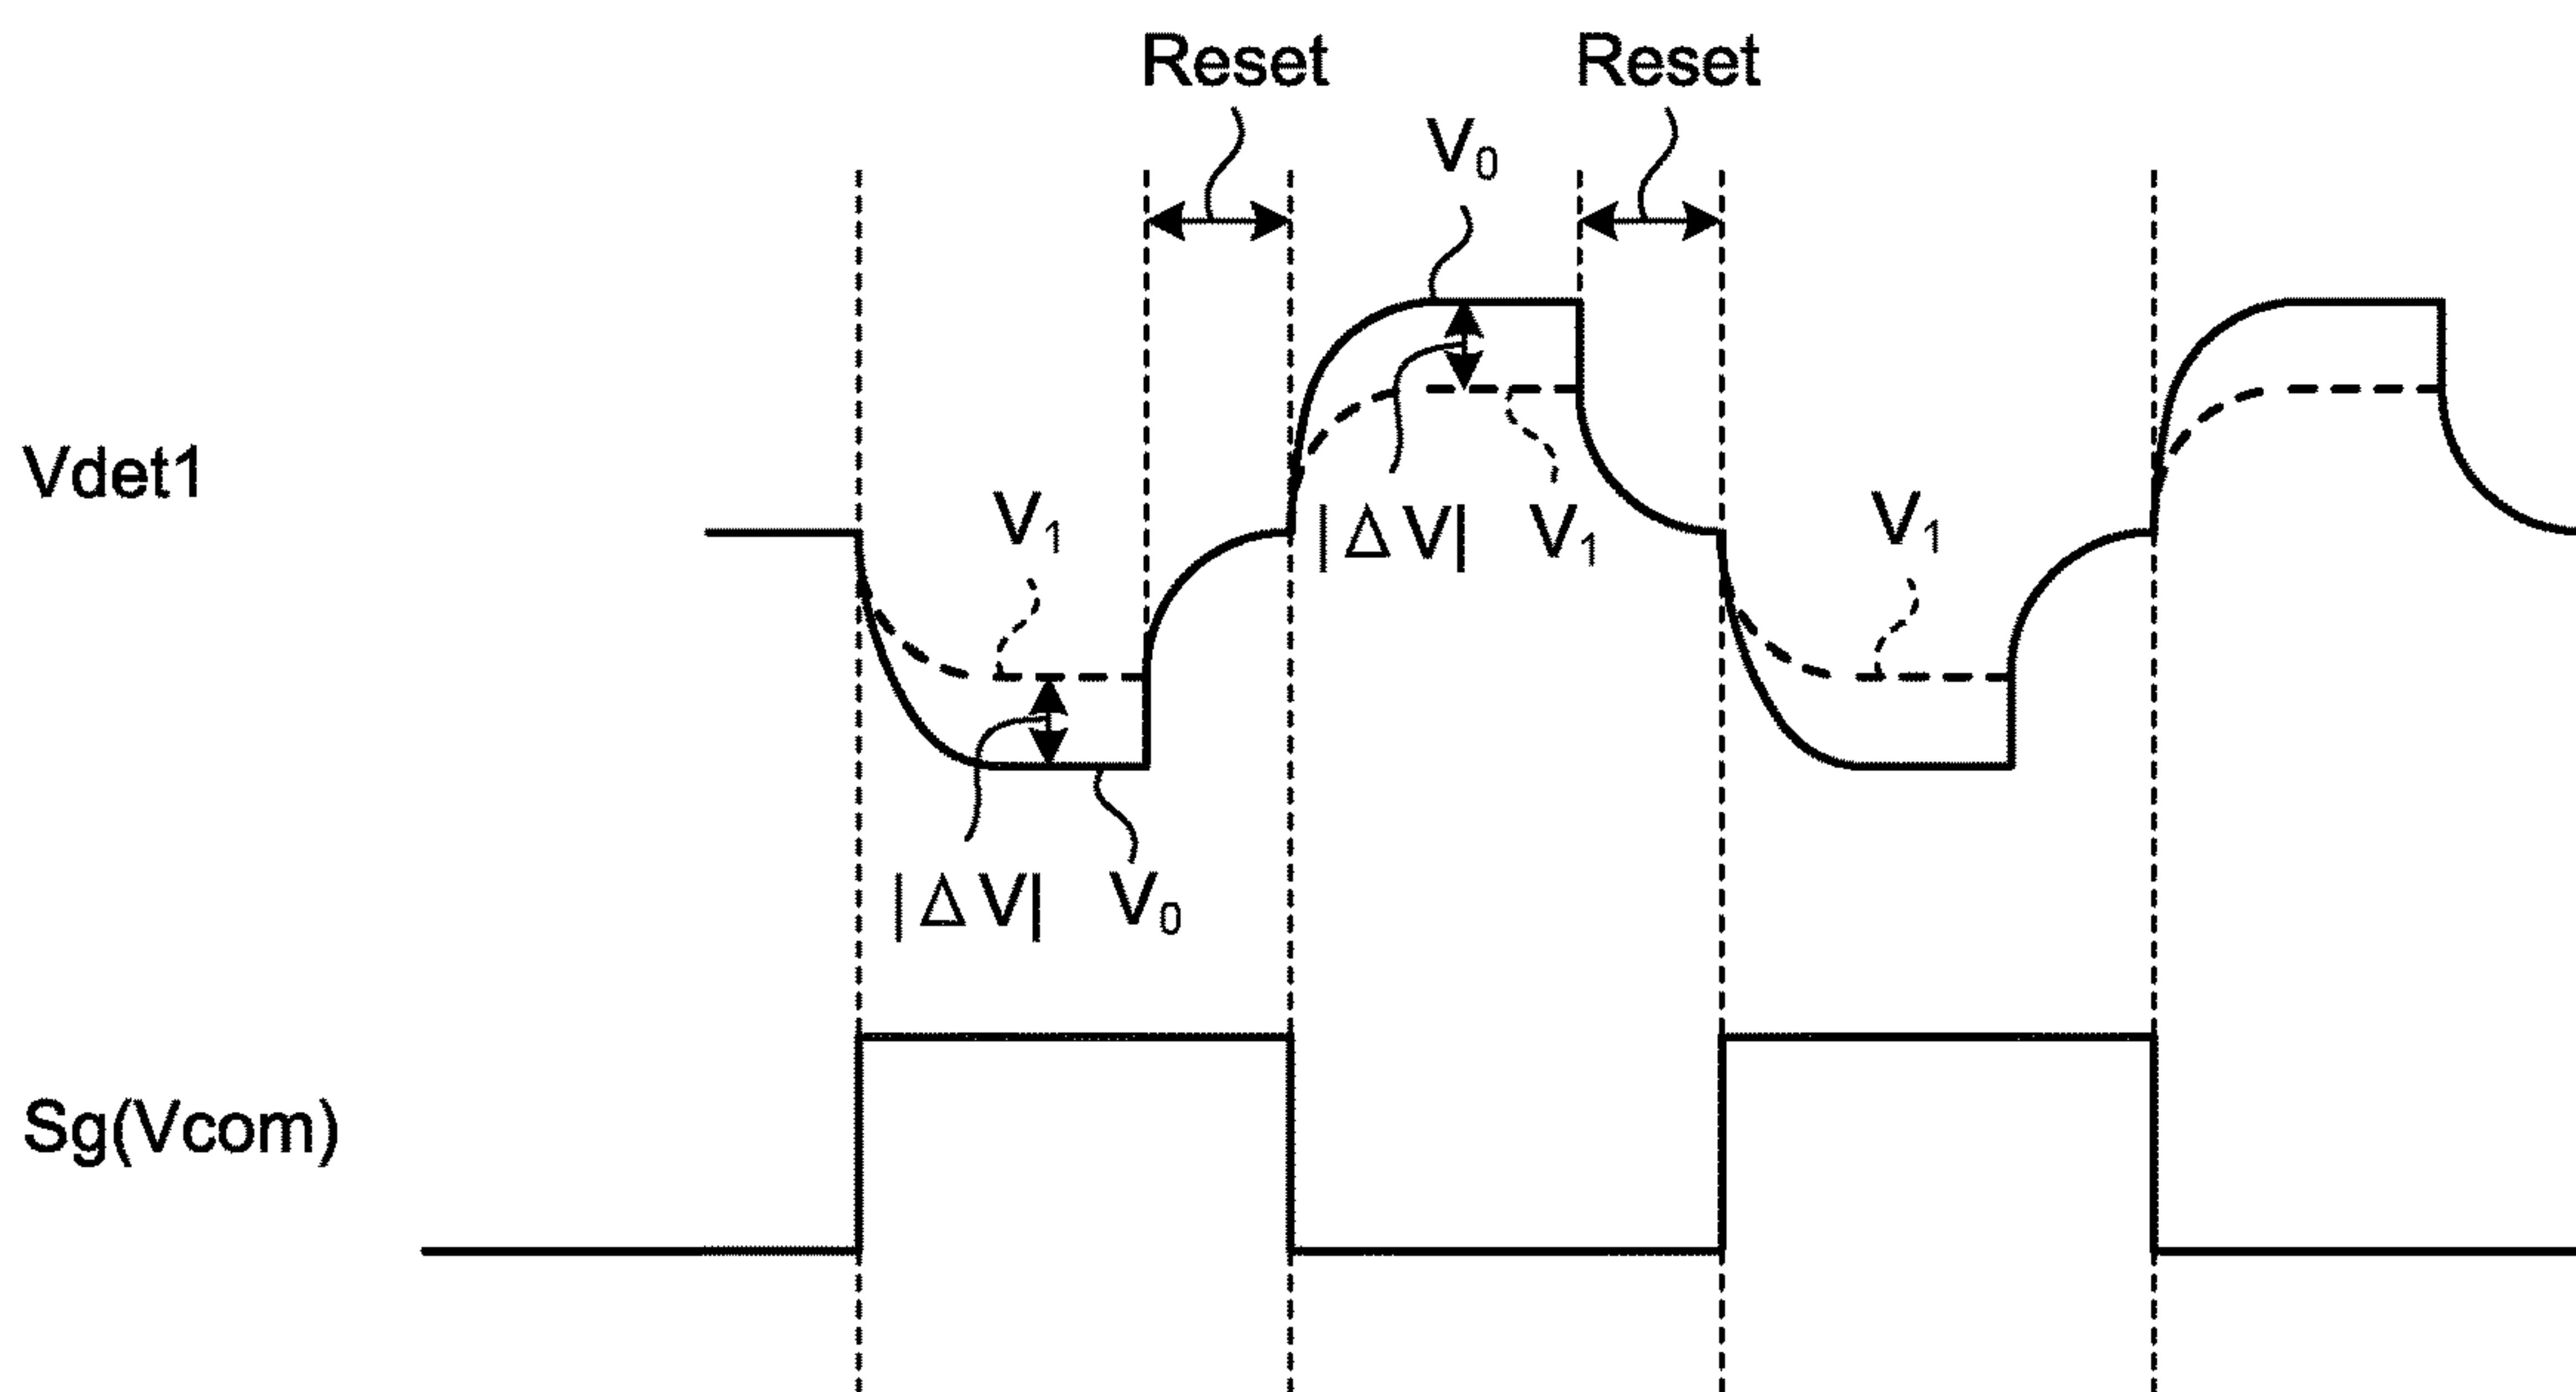 Reset Reset
V₀
Vdet1
V₁
|ΔV| V₁
V₁
|ΔV| V₀
Sg(Vcom)